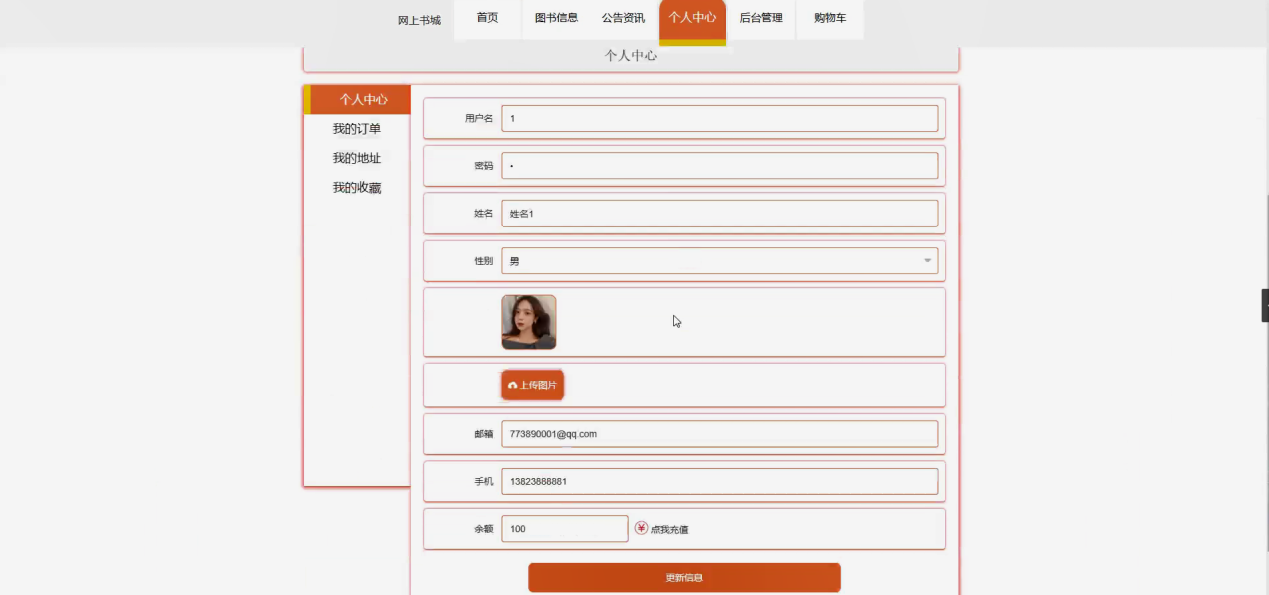 网上书城 首页 图书信息 公告资讯 个人中心 后台管理 购物车
个人中心
个人中心
我的订单
我的地址
我的收藏
用户名 1
密码 •
姓名 姓名1
性别 男
上传图片
邮箱 773890001@qq.com
手机 13823888881
余额 100 ¥ 点我充值
更新信息